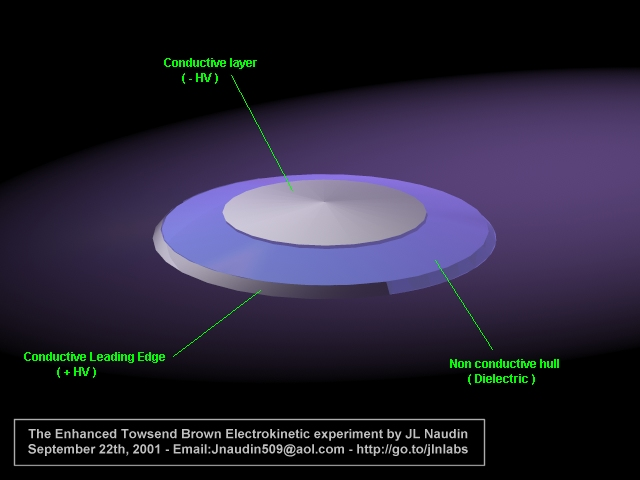 Conductive layer
( - HV )
Conductive Leading Edge
( + HV )
Non conductive hull
( Dielectric )
The Enhanced Towsend Brown Electrokinetic experiment by JL Naudin
September 22th, 2001 - Email:Jnaudin509@aol.com - http://go.to/jlnlabs